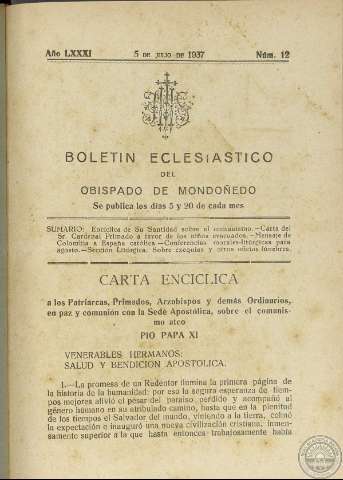 Año LXXXI 5 DE JULIO DE 1937 Núm. 12
BOLETIN ECLESIASTICO
DEL
OBISPADO DE MONDOÑEDO
Se publica los días 5 y 20 de cada mes
SUMARIO: Encíclica de Su Santidad sobre el comunismo.—Carta del
Sr. Cardenal Primado a favor de los niños evacuados.—Mensaje de
Colombia a España católica.—Conferencias morales-litúrgicas para
agosto.—Sección Litúrgica. Sobre exequias y otros oficios fúnebres.
CARTA ENCICLICA
a los Patriarcas, Primados, Arzobispos y demás Ordinarios,
en paz y comunión con la Sede Apostólica, sobre el comunis-
mo ateo
PIO PAPA XI
VENERABLES HERMANOS:
SALUD Y BENDICION APOSTOLICA.
1.—La promesa de un Redentor ilumina la primera página de
la historia de la humanidad: por eso la segura esperanza de tiem-
pos mejores alivió el pesar del paraíso perdido y acompañó al
género humano en su atribulado camino, hasta que en la plenitud
de los tiempos el Salvador del mundo, viniendo a la tierra, colmó
la expectación e inauguró una nueva civilización cristiana, inmen-
samente superior a la que hasta entonces trabajosamente había